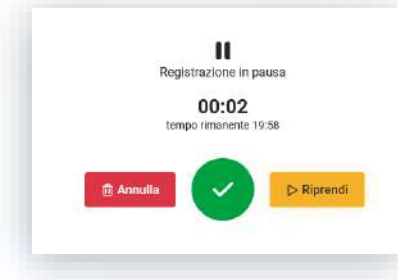 Registrazione in pausa
00:02
tempo rimanente 19:58
Annulla
Riprendi